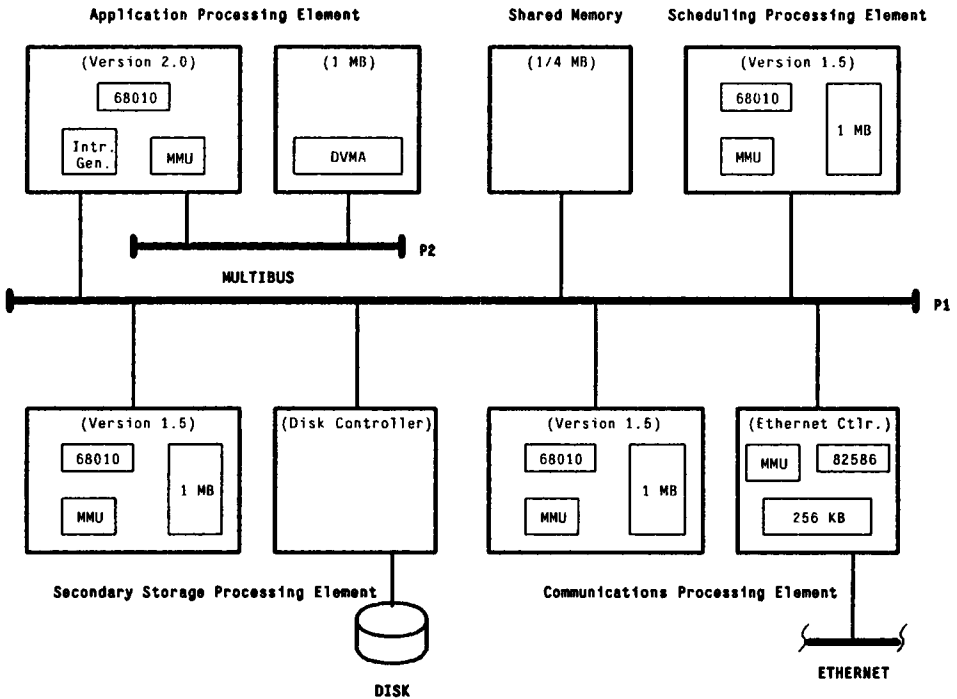 Application Processing Element
Shared Memory
Scheduling Processing Element
(Version 2.0)
68010
Intr.
Gen.
MMU
(1 MB)
DVMA
(1/4 MB)
(Version 1.5)
68010
1 MB
MMU
P2
MULTIBUS
P1
(Version 1.5)
68010
1 MB
MMU
(Disk Controller)
(Version 1.5)
68010
1 MB
MMU
(Ethernet Ctlr.)
MMU
82586
256 KB
Secondary Storage Processing Element
Communications Processing Element
DISK
ETHERNET